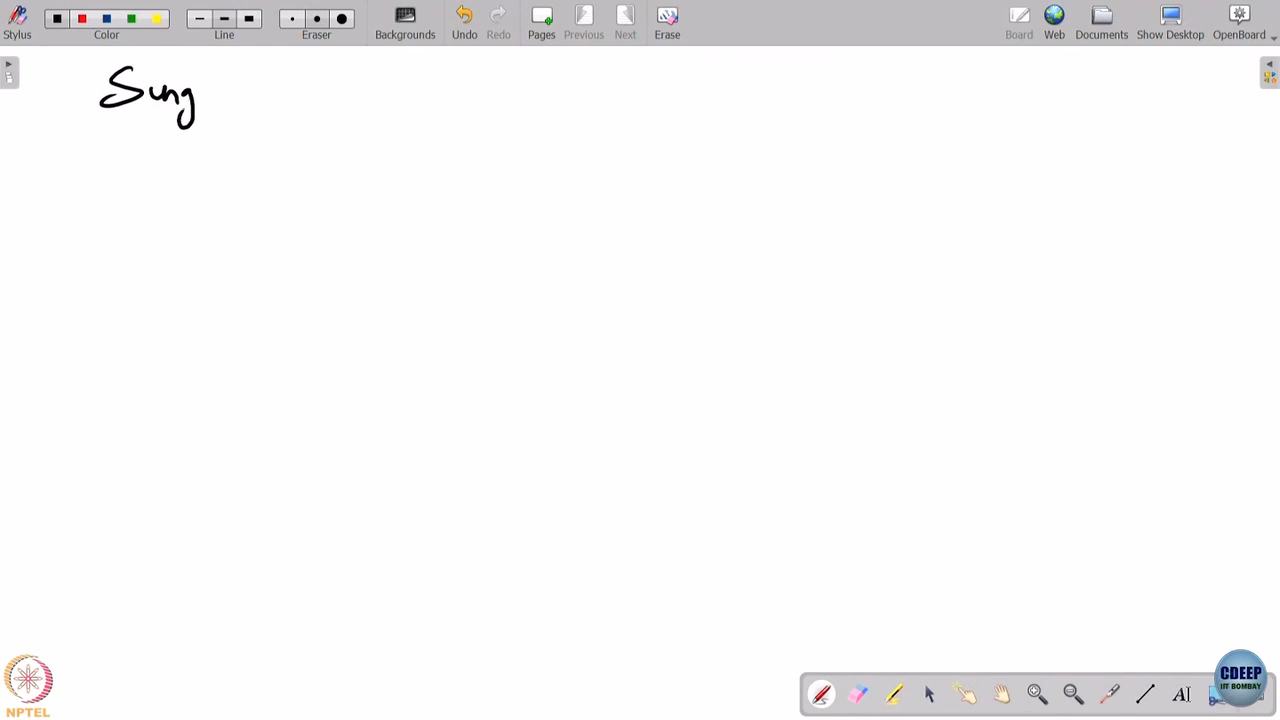 Stylus Color Line Eraser Backgrounds Undo Redo Pages Previous Next Erase Board Web Documents Show Desktop OpenBoard
Sing
NPTEL
CDEEP
IIT BOMBAY